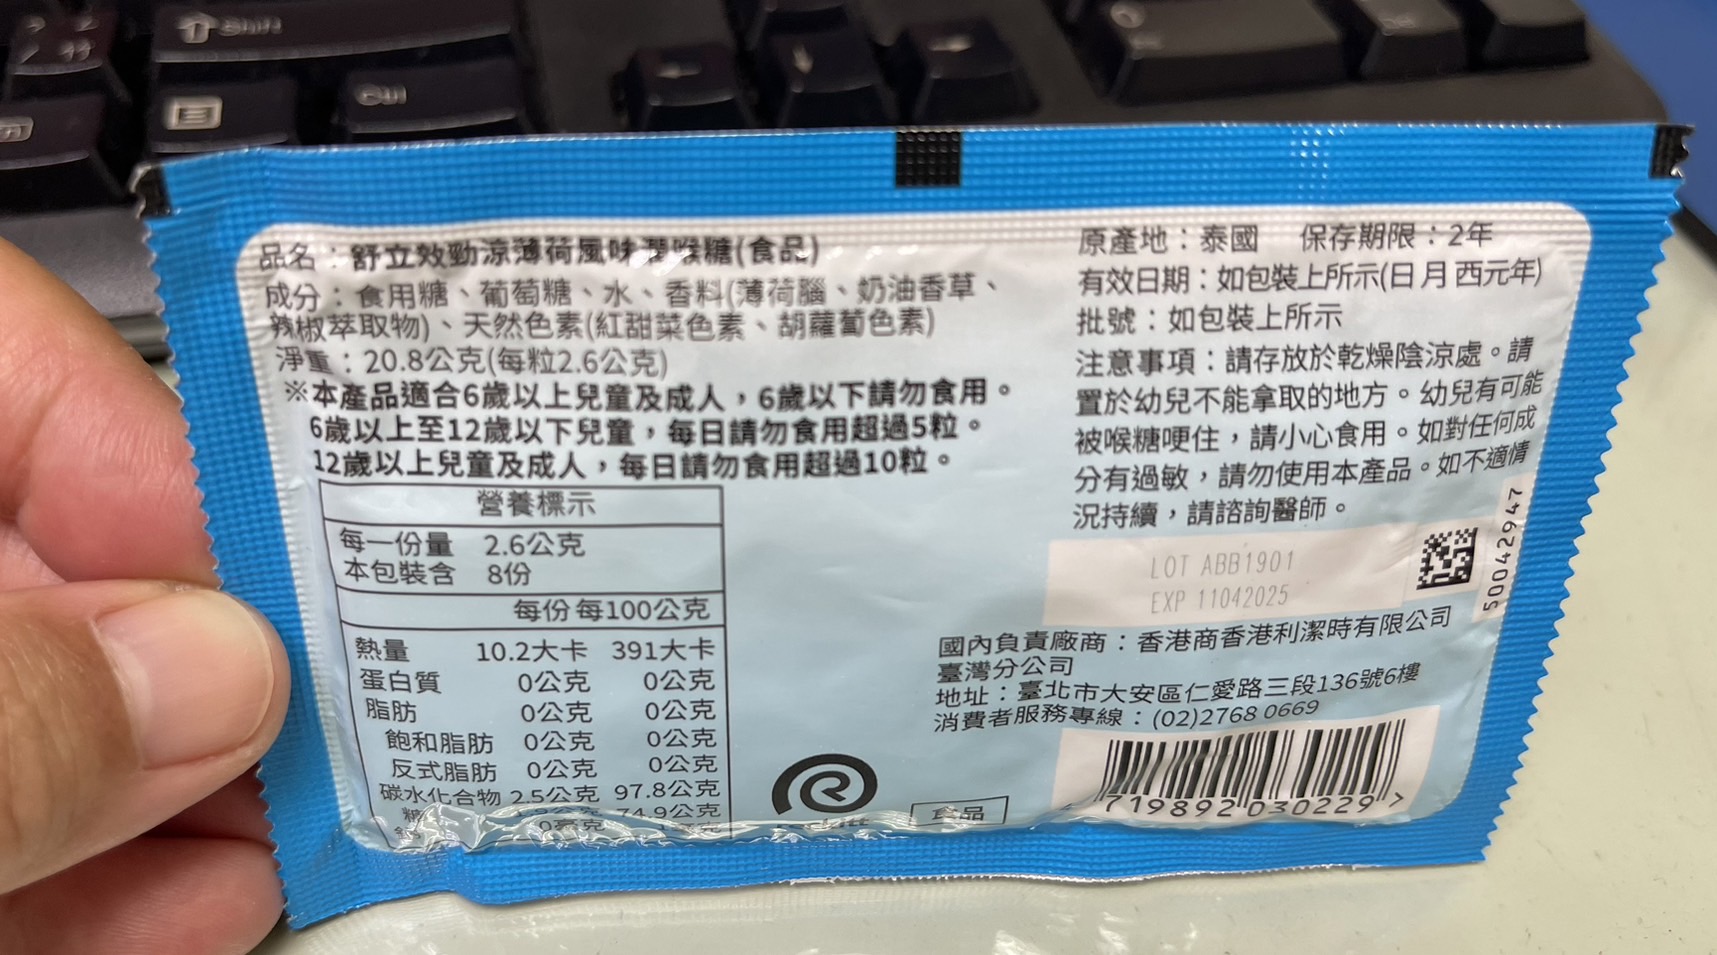 Shift
品名：舒立效勁涼薄荷風味潤喉糖(食品)
成分：食用糖、葡萄糖、水、香料(薄荷腦、奶油香草、
辣椒萃取物)、天然色素(紅甜菜色素、胡蘿蔔色素)
淨重：20.8公克(每粒2.6公克)
※本產品適合6歲以上兒童及成人，6歲以下請勿食用。
6歲以上至12歲以下兒童，每日請勿食用超過5粒。
12歲以上兒童及成人，每日請勿食用超過10粒。
營養標示
每一份量 2.6公克
本包裝含 8份
每份 每100公克
熱量 10.2大卡 391大卡
蛋白質 0公克 0公克
脂肪 0公克 0公克
飽和脂肪 0公克 0公克
反式脂肪 0公克 0公克
碳水化合物 2.5公克 97.8公克
糖 74.9公克
0毫克
食品
原產地：泰國 保存期限：2年
有效日期：如包裝上所示(日月西元年)
批號：如包裝上所示
注意事項：請存放於乾燥陰涼處。請
置於幼兒不能拿取的地方。幼兒有可能
被喉糖哽住，請小心食用。如對任何成
分有過敏，請勿使用本產品。如不適情
況持續，請諮詢醫師。
LOT ABB1901
EXP 11042025
50042947
國內負責廠商：香港商香港利潔時有限公司
臺灣分公司
地址：臺北市大安區仁愛路三段136號6樓
消費者服務專線：(02)2768 0669
719892 030229 >